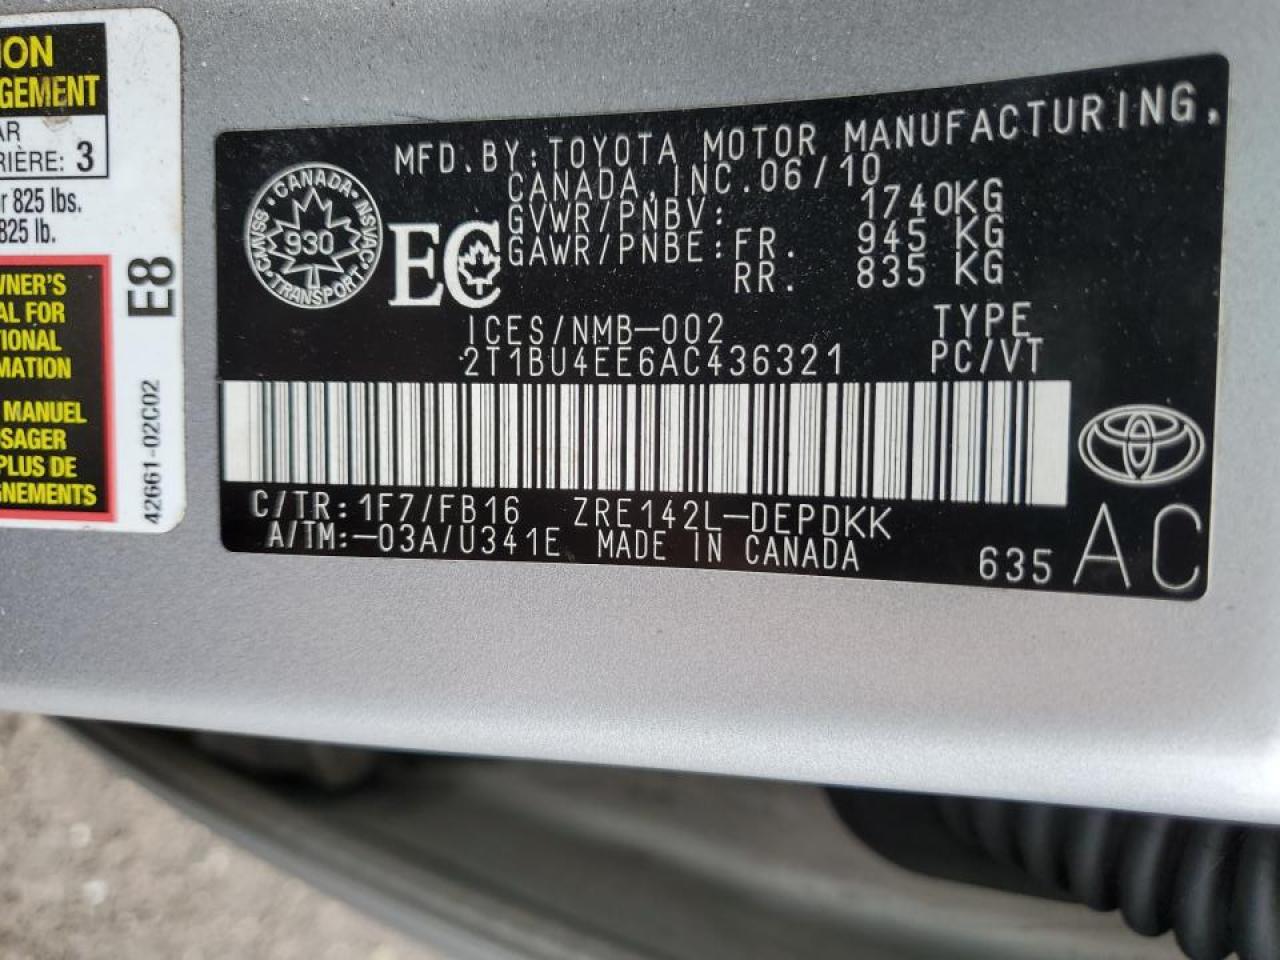 ION
GEMENT
AR
RIÈRE: 3
r 825 lbs.
825 lb.
WNER'S
AL FOR
TIONAL
MATION
MANUEL
SAGER
PLUS DE
GNEMENTS
E8
42661-02C02
MFD.BY:TOYOTA MOTOR MANUFACTURING,
CANADA,INC.06/10
GVWR/PNBV: 1740KG
GAWR/PNBE:FR. 945 KG
RR. 835 KG
CANADA
930
CMVSS
NSVAC
TRANSPORT
EC
ICES/NMB-002
TYPE
2T1BU4EE6AC436321
PC/VT
C/TR:1F7/FB16 ZRE142L-DEPDKK
A/TM:-03A/U341E MADE IN CANADA
635
AC